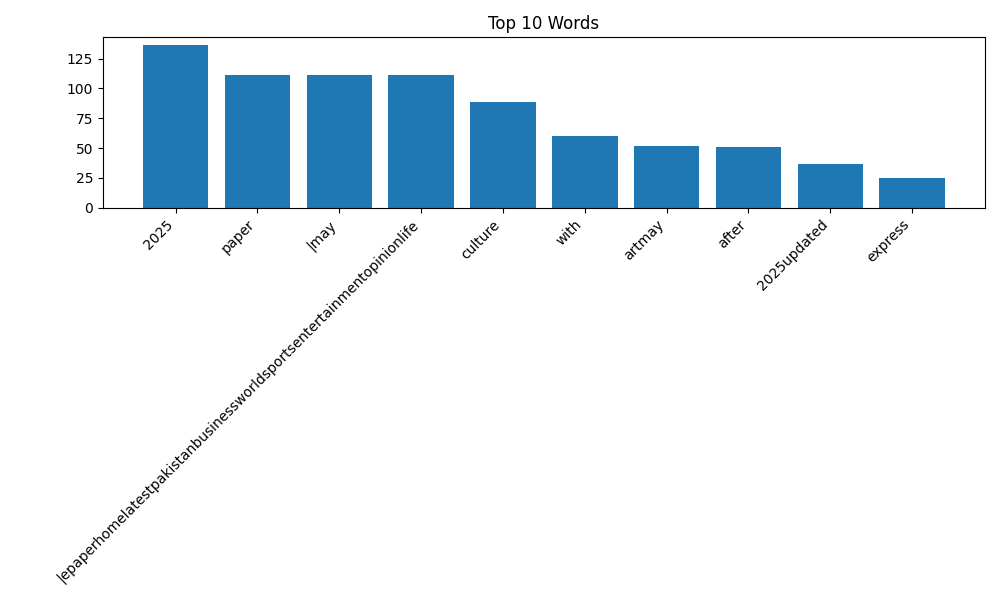 Top 10 Words
125
100
75
50
25
0
2025
paper
|may
|epaperhomelatestpakistanbusinessworldsportsentertainmentopinionlife
culture
with
artmay
after
2025updated
express